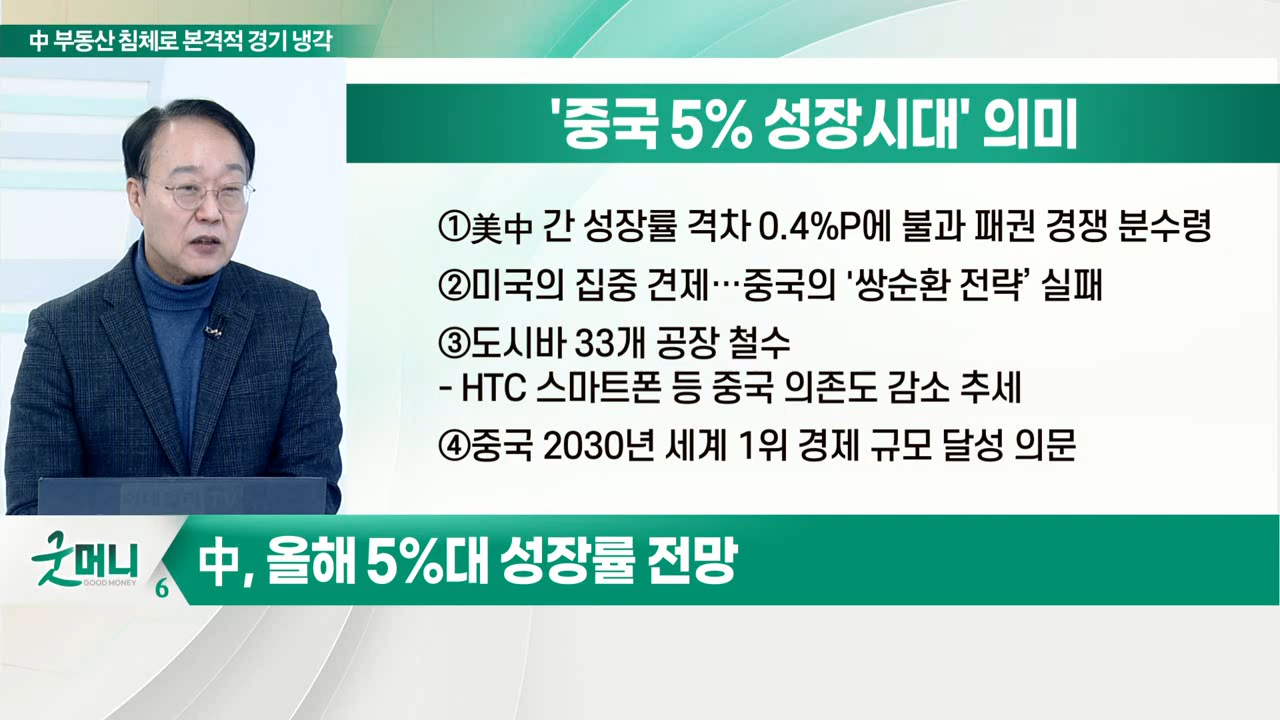 中 부동산 침체로 본격적 경기 냉각
'중국 5% 성장시대' 의미
①美中 간 성장률 격차 0.4%P에 불과 패권 경쟁 분수령
②미국의 집중 견제…중국의 '쌍순환 전략’ 실패
③도시바 33개 공장 철수
- HTC 스마트폰 등 중국 의존도 감소 추세
④중국 2030년 세계 1위 경제 규모 달성 의문
굿머니
GOOD MONEY
6
中, 올해 5%대 성장률 전망